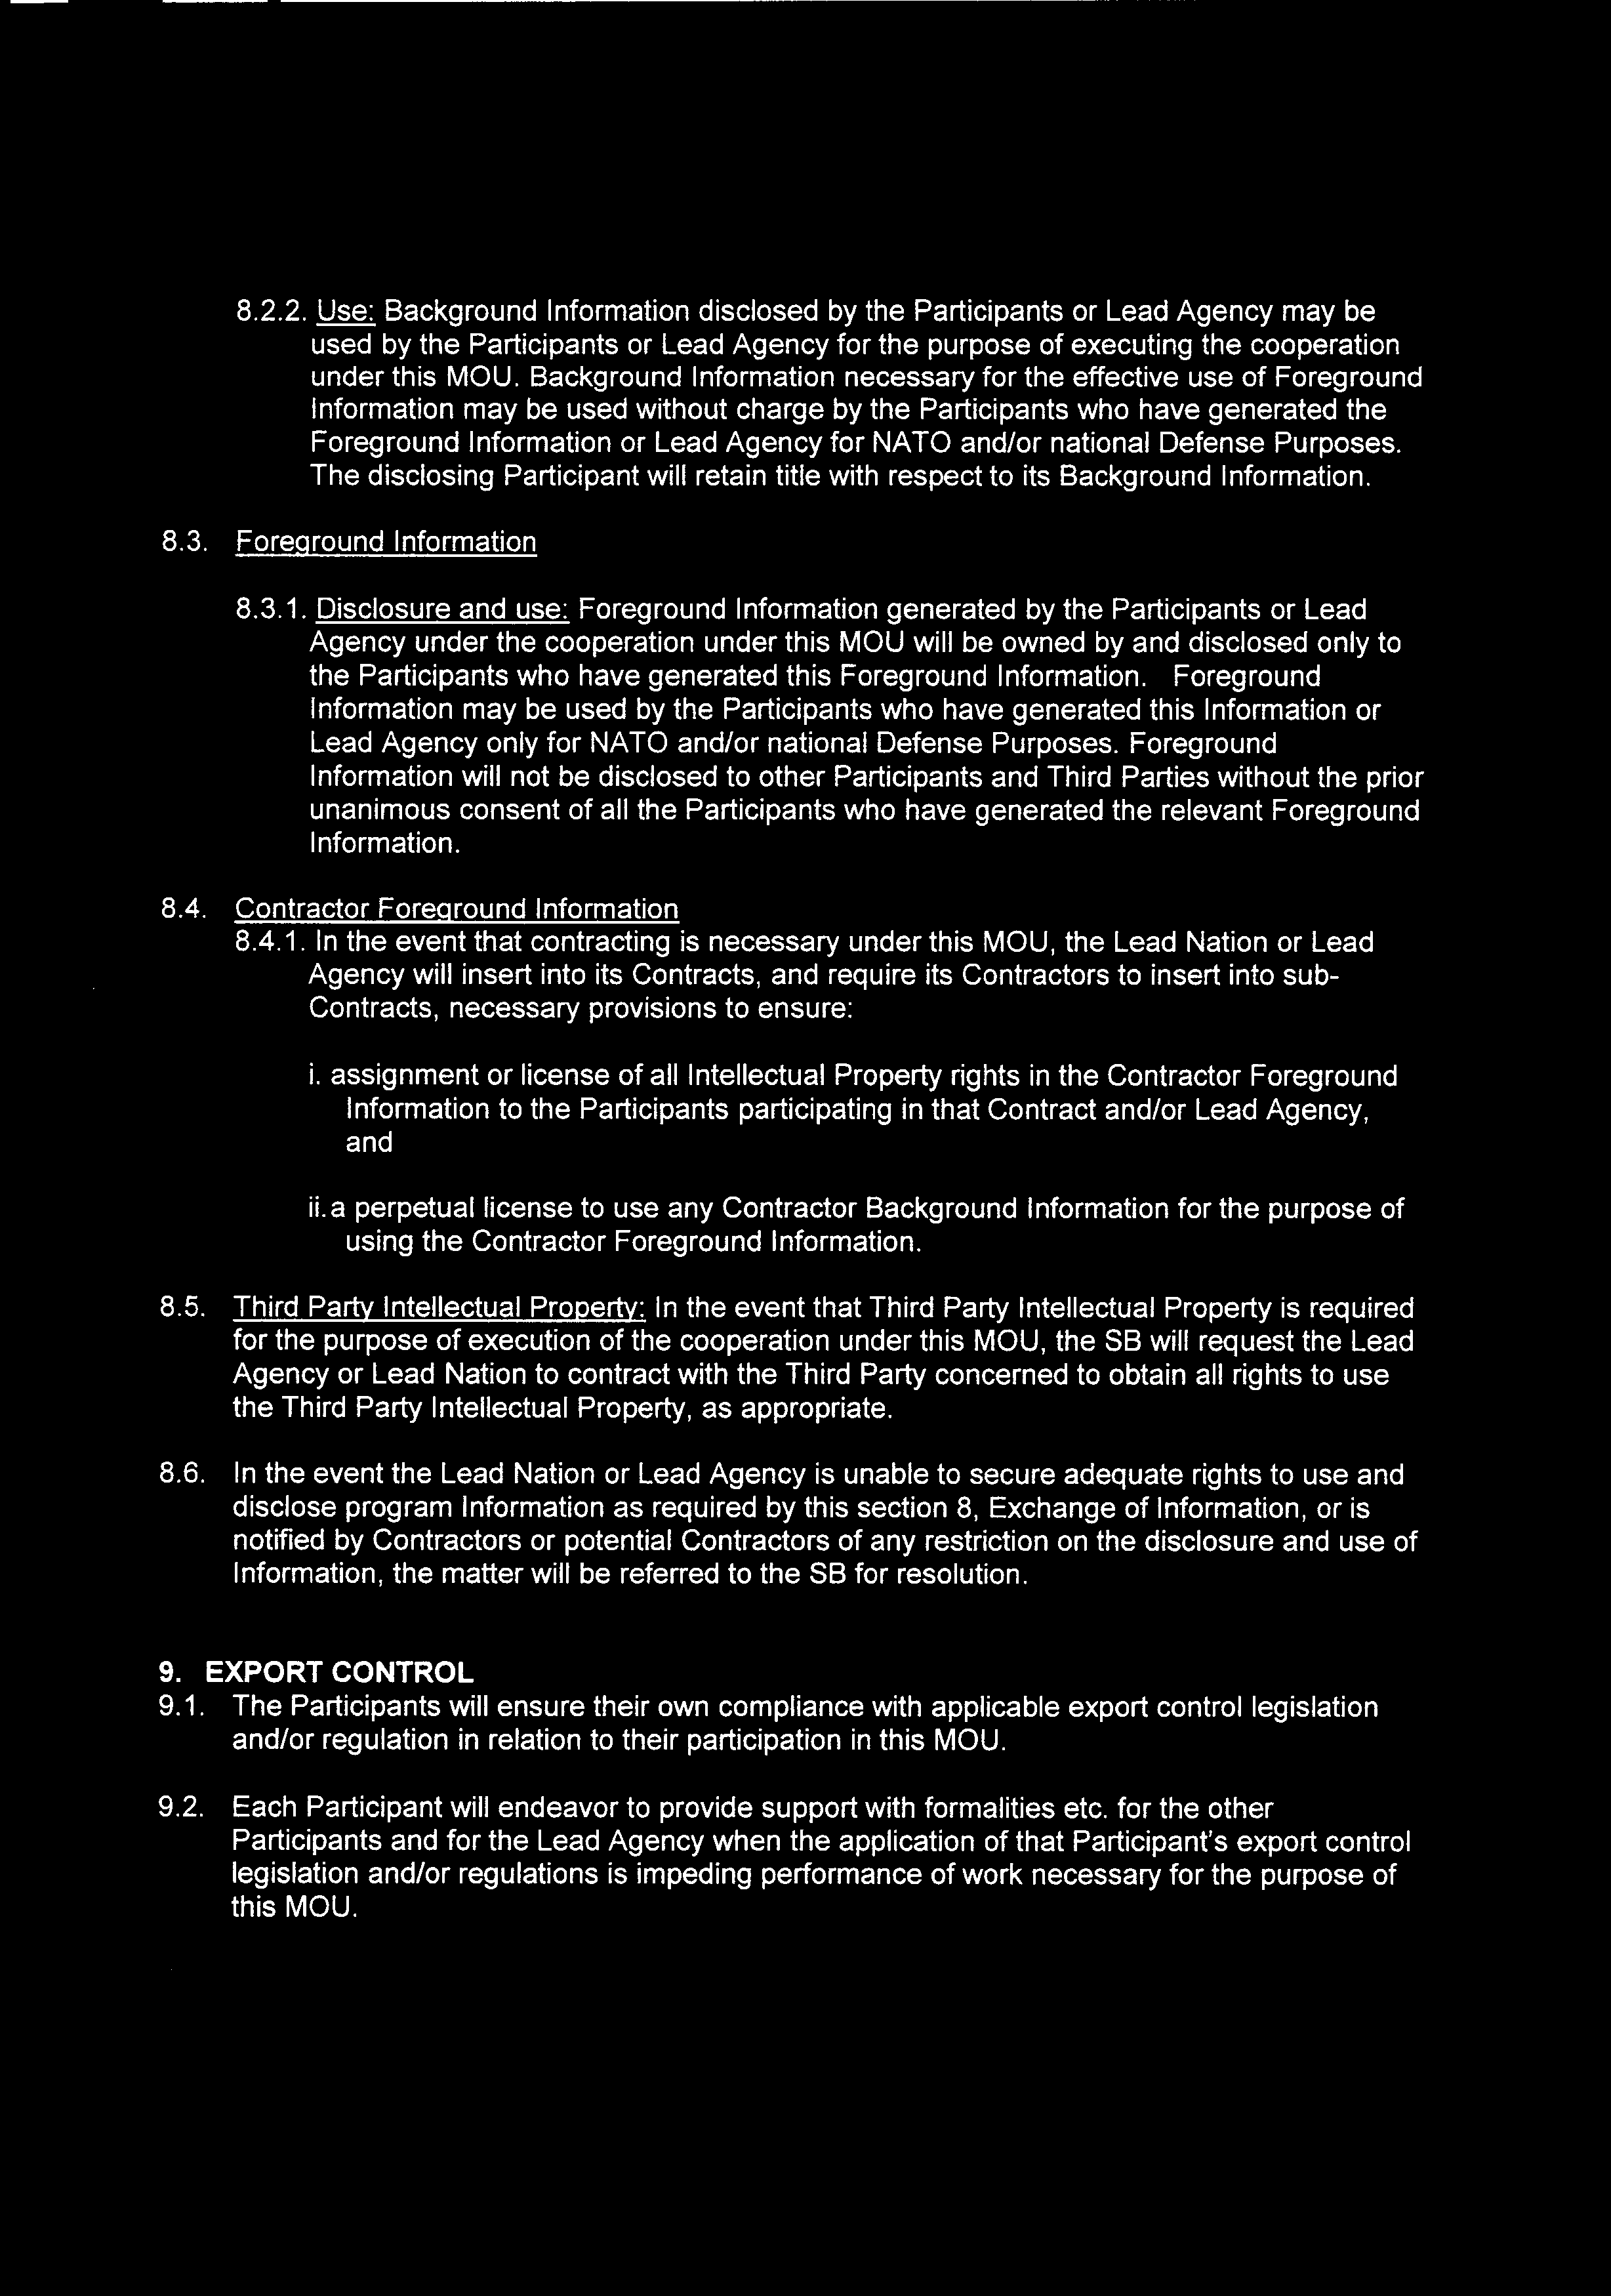 8.2.2. Use: Background Information disclosed by the Participants or Lead Agency may be
used by the Participants or Lead Agency for the purpose of executing the cooperation
under this MOU. Background Information necessary for the effective use of Foreground
Information may be used without charge by the Participants who have generated the
Foreground Information or Lead Agency for NATO and/or national Defense Purposes.
The disclosing Participant will retain title with respect to its Background Information.
8.3. Foreground Information
8.3.1. Disclosure and use: Foreground Information generated by the Participants or Lead
Agency under the cooperation under this MOU will be owned by and disclosed only to
the Participants who have generated this Foreground Information. Foreground
Information may be used by the Participants who have generated this Information or
Lead Agency only for NATO and/or national Defense Purposes. Foreground
Information will not be disclosed to other Participants and Third Parties without the prior
unanimous consent of all the Participants who have generated the relevant Foreground
Information.
8.4. Contractor Foreground Information
8.4.1. In the event that contracting is necessary under this MOU, the Lead Nation or Lead
Agency will insert into its Contracts, and require its Contractors to insert into sub-
Contracts, necessary provisions to ensure:
i. assignment or license of all Intellectual Property rights in the Contractor Foreground
Information to the Participants participating in that Contract and/or Lead Agency,
and
ii. a perpetual license to use any Contractor Background Information for the purpose of
using the Contractor Foreground Information.
8.5. Third Party Intellectual Property: In the event that Third Party Intellectual Property is required
for the purpose of execution of the cooperation under this MOU, the SB will request the Lead
Agency or Lead Nation to contract with the Third Party concerned to obtain all rights to use
the Third Party Intellectual Property, as appropriate.
8.6. In the event the Lead Nation or Lead Agency is unable to secure adequate rights to use and
disclose program Information as required by this section 8, Exchange of Information, or is
notified by Contractors or potential Contractors of any restriction on the disclosure and use of
Information, the matter will be referred to the SB for resolution.
9. EXPORT CONTROL
9.1. The Participants will ensure their own compliance with applicable export control legislation
and/or regulation in relation to their participation in this MOU.
9.2. Each Participant will endeavor to provide support with formalities etc. for the other
Participants and for the Lead Agency when the application of that Participant's export control
legislation and/or regulations is impeding performance of work necessary for the purpose of
this MOU.